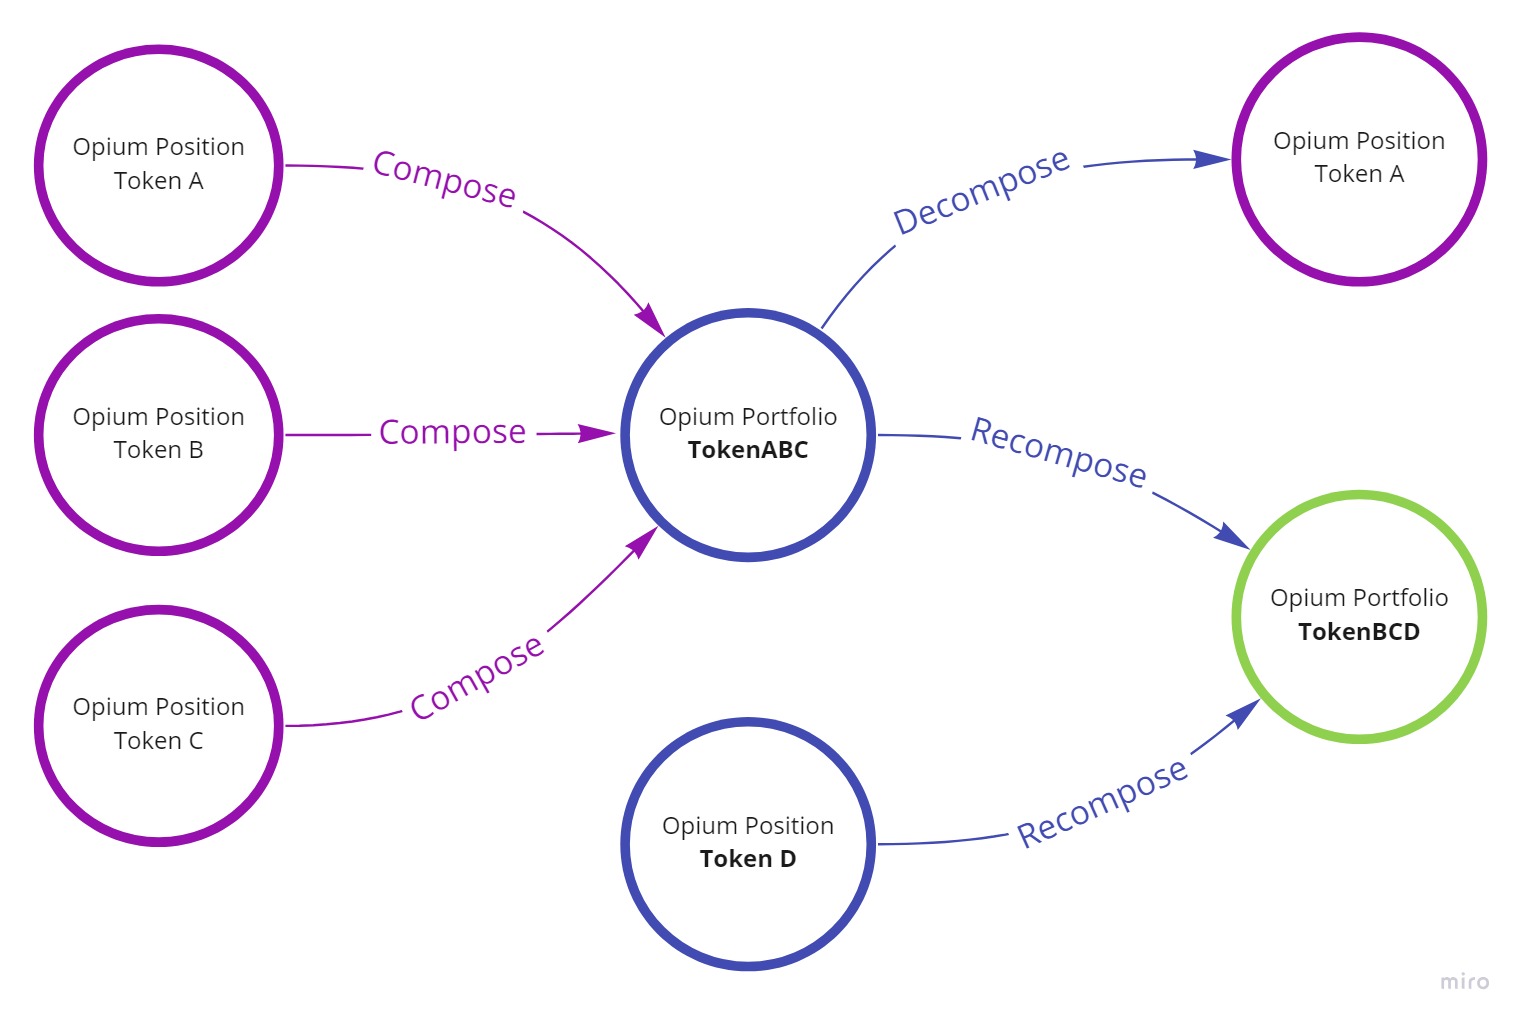 Opium Position
Token A
Compose
Opium Position
Token B
Compose
Opium Position
Token C
Compose
Opium Portfolio
TokenABC
Opium Position
Token D
Decompose
Recompose
Recompose
Opium Position
Token A
Opium Portfolio
TokenBCD
miro